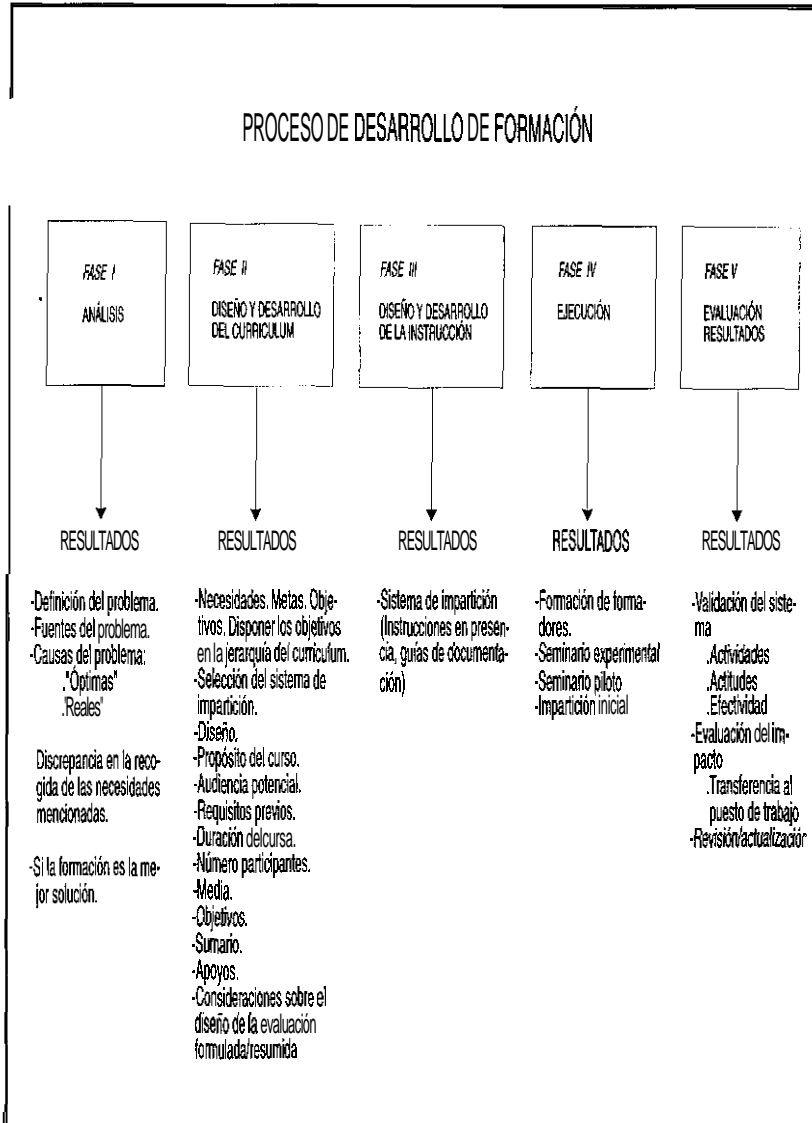 PROCESO DE DESARROLLO DE FORMACIÓN
FASE I
ANÁLISIS
RESULTADOS
-Definición del problema.
-Fuentes del problema.
-Causas del problema:
."Óptimas"
.'Reales'
Discrepancia en la reco-
gida de las necesidades
mencionadas.
-Si la formación es la me-
jor solución.
FASE II
DISEÑO Y DESARROLLO
DEL CURRICULUM
RESULTADOS
-Necesidades. Metas. Obje-
tivos. Disponer los objetivos
en la jerarquía del curriculum.
-Selección del sistema de
impartición.
-Diseño.
-Propósito del curso.
-Audiencia potencial.
-Requisitos previos.
-Duración delcursa.
-Número participantes.
-Media.
-Objetivos.
-Sumario.
-Apoyos.
-Consideraciones sobre el
diseño de la evaluación
formulada/resumida
FASE III
DISEÑO Y DESARROLLO
DE LA INSTRUCCIÓN
RESULTADOS
-Sistema de impartición
(Instrucciones en presen-
cia, guías de documenta-
ción)
FASE IV
EJECUCIÓN
RESULTADOS
-Formación de forma-
dores.
-Seminario experimental
-Seminario piloto
-Impartición inicial
FASE V
EVALUACIÓN
RESULTADOS
RESULTADOS
-Validación del siste-
ma
.Actividades
.Actitudes
.Efectividad
-Evaluación del im-
pacto
.Transferencia al
puesto de trabajo
-Revisión/actualización